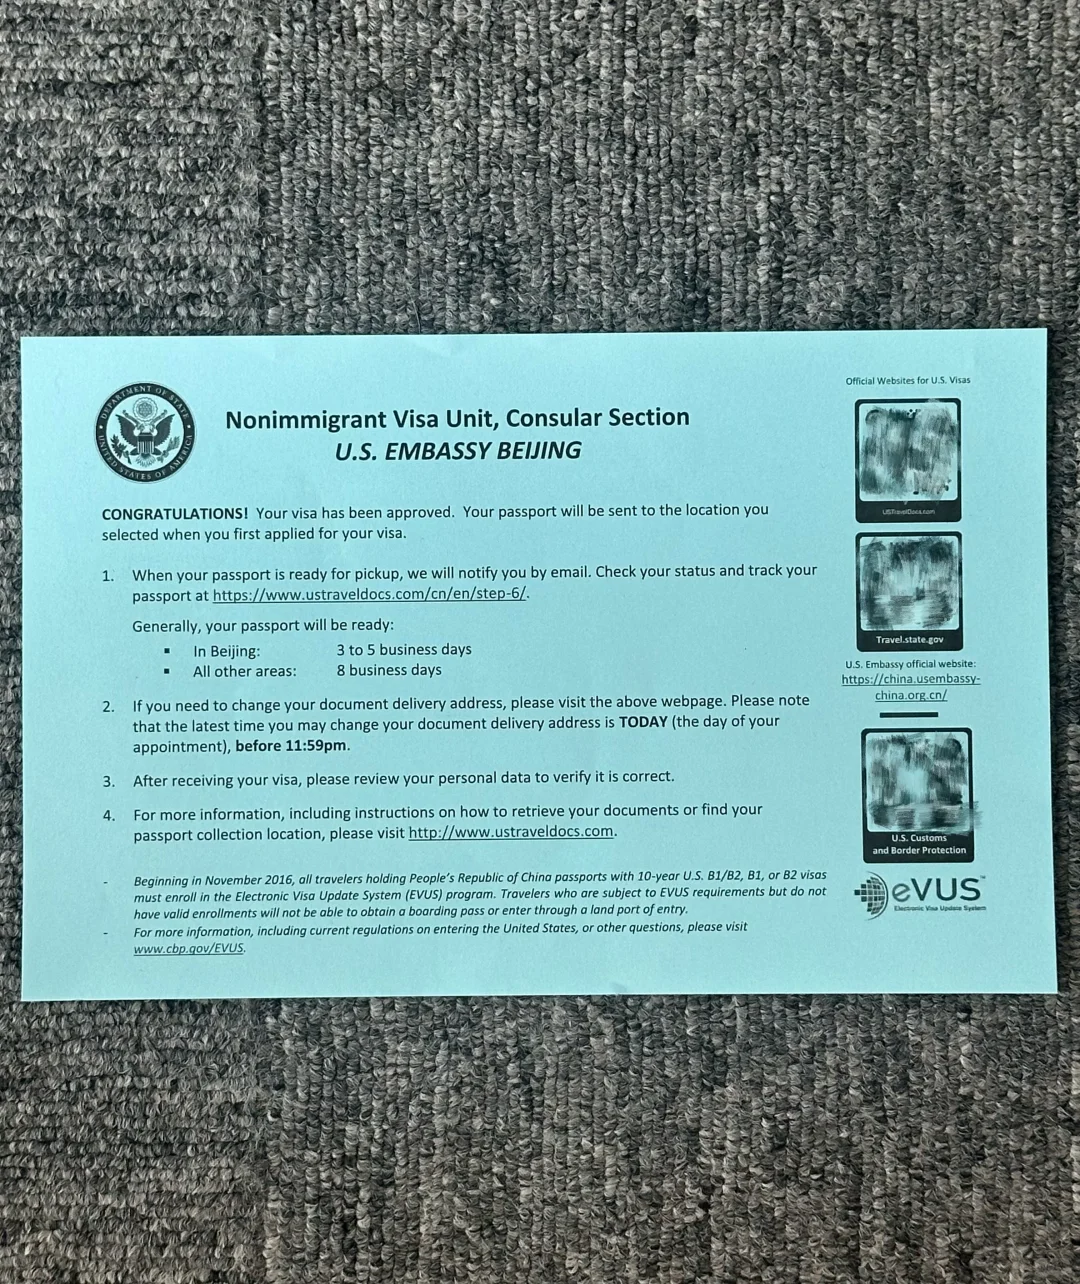 DEPARTMENT OF STATE
UNITED STATES OF AMERICA
Nonimmigrant Visa Unit, Consular Section
U.S. EMBASSY BEIJING
CONGRATULATIONS! Your visa has been approved. Your passport will be sent to the location you
selected when you first applied for your visa.
1. When your passport is ready for pickup, we will notify you by email. Check your status and track your
passport at https://www.ustraveldocs.com/cn/en/step-6/.
Generally, your passport will be ready:
▪ In Beijing: 3 to 5 business days
▪ All other areas: 8 business days
2. If you need to change your document delivery address, please visit the above webpage. Please note
that the latest time you may change your document delivery address is TODAY (the day of your
appointment), before 11:59pm.
3. After receiving your visa, please review your personal data to verify it is correct.
4. For more information, including instructions on how to retrieve your documents or find your
passport collection location, please visit http://www.ustraveldocs.com.
- Beginning in November 2016, all travelers holding People's Republic of China passports with 10-year U.S. B1/B2, B1, or B2 visas
must enroll in the Electronic Visa Update System (EVUS) program. Travelers who are subject to EVUS requirements but do not
have valid enrollments will not be able to obtain a boarding pass or enter through a land port of entry.
- For more information, including current regulations on entering the United States, or other questions, please visit
www.cbp.gov/EVUS.
Official Websites for U.S. Visas
USTravelDocs.com
Travel.state.gov
U.S. Embassy official website:
https://china.usembassy-
china.org.cn/
U.S. Customs
and Border Protection
eVUS™
Electronic Visa Update System